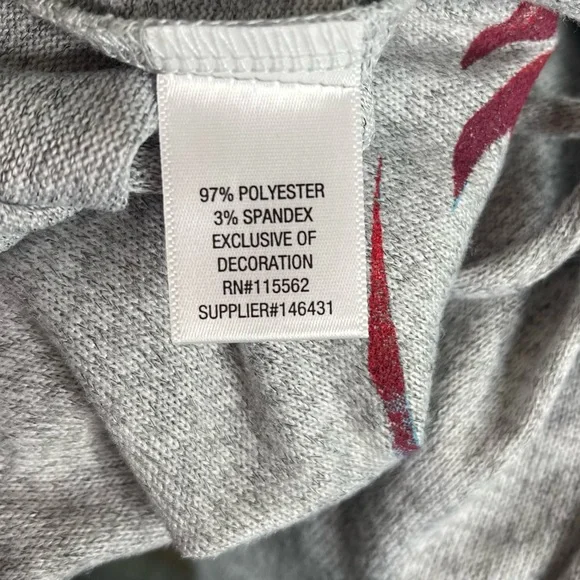 97% POLYESTER
3% SPANDEX
EXCLUSIVE OF
DECORATION
RN#115562
SUPPLIER#146431